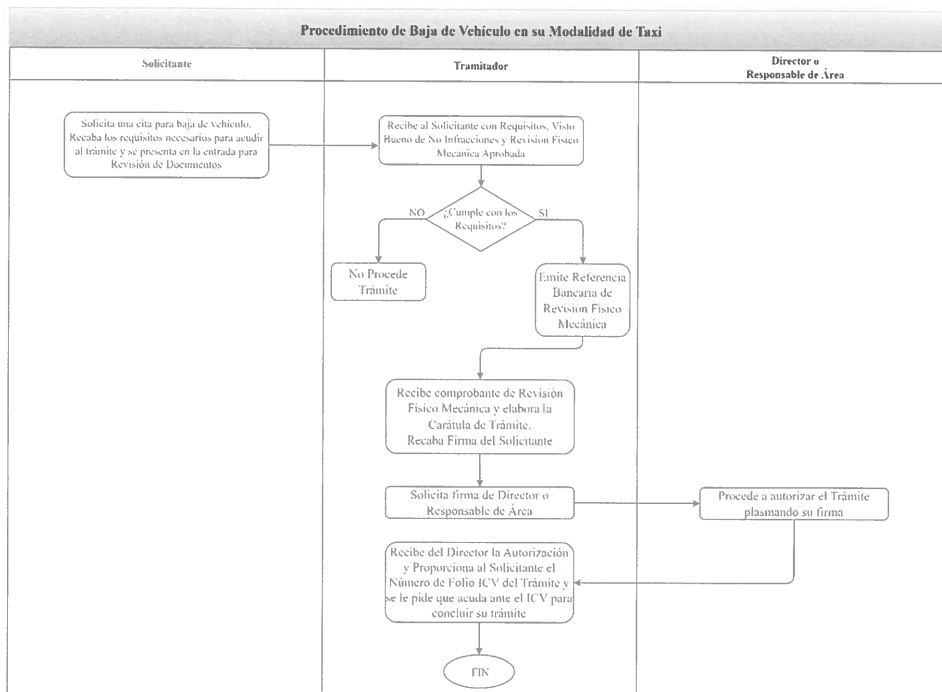 Procedimiento de Baja de Vehículo en su Modalidad de Taxi
Solicitante
Tramitador
Director o
Responsable de Área
Solicita una cita para baja de vehículo.
Recaba los requisitos necesarios para acudir
al trámite y se presenta en la entrada para
Revisión de Documentos
Recibe al Solicitante con Requisitos, Visto
Bueno de No Infracciones y Revision Físico
Mecánica Aprobada
NO
¿Cumple con los
Requisitos?
SI
No Procede
Trámite
Emite Referencia
Bancaria de
Revision Físico
Mecánica
Recibe comprobante de Revisión
Físico Mecánica y elabora la
Carátula de Trámite.
Recaba Firma del Solicitante
Solicita firma de Director o
Responsable de Área
Procede a autorizar el Trámite
plasmando su firma
Recibe del Director la Autorización
y Proporciona al Solicitante el
Número de Folio ICV del Trámite y
se le pide que acuda ante el ICV para
concluir su trámite
FIN